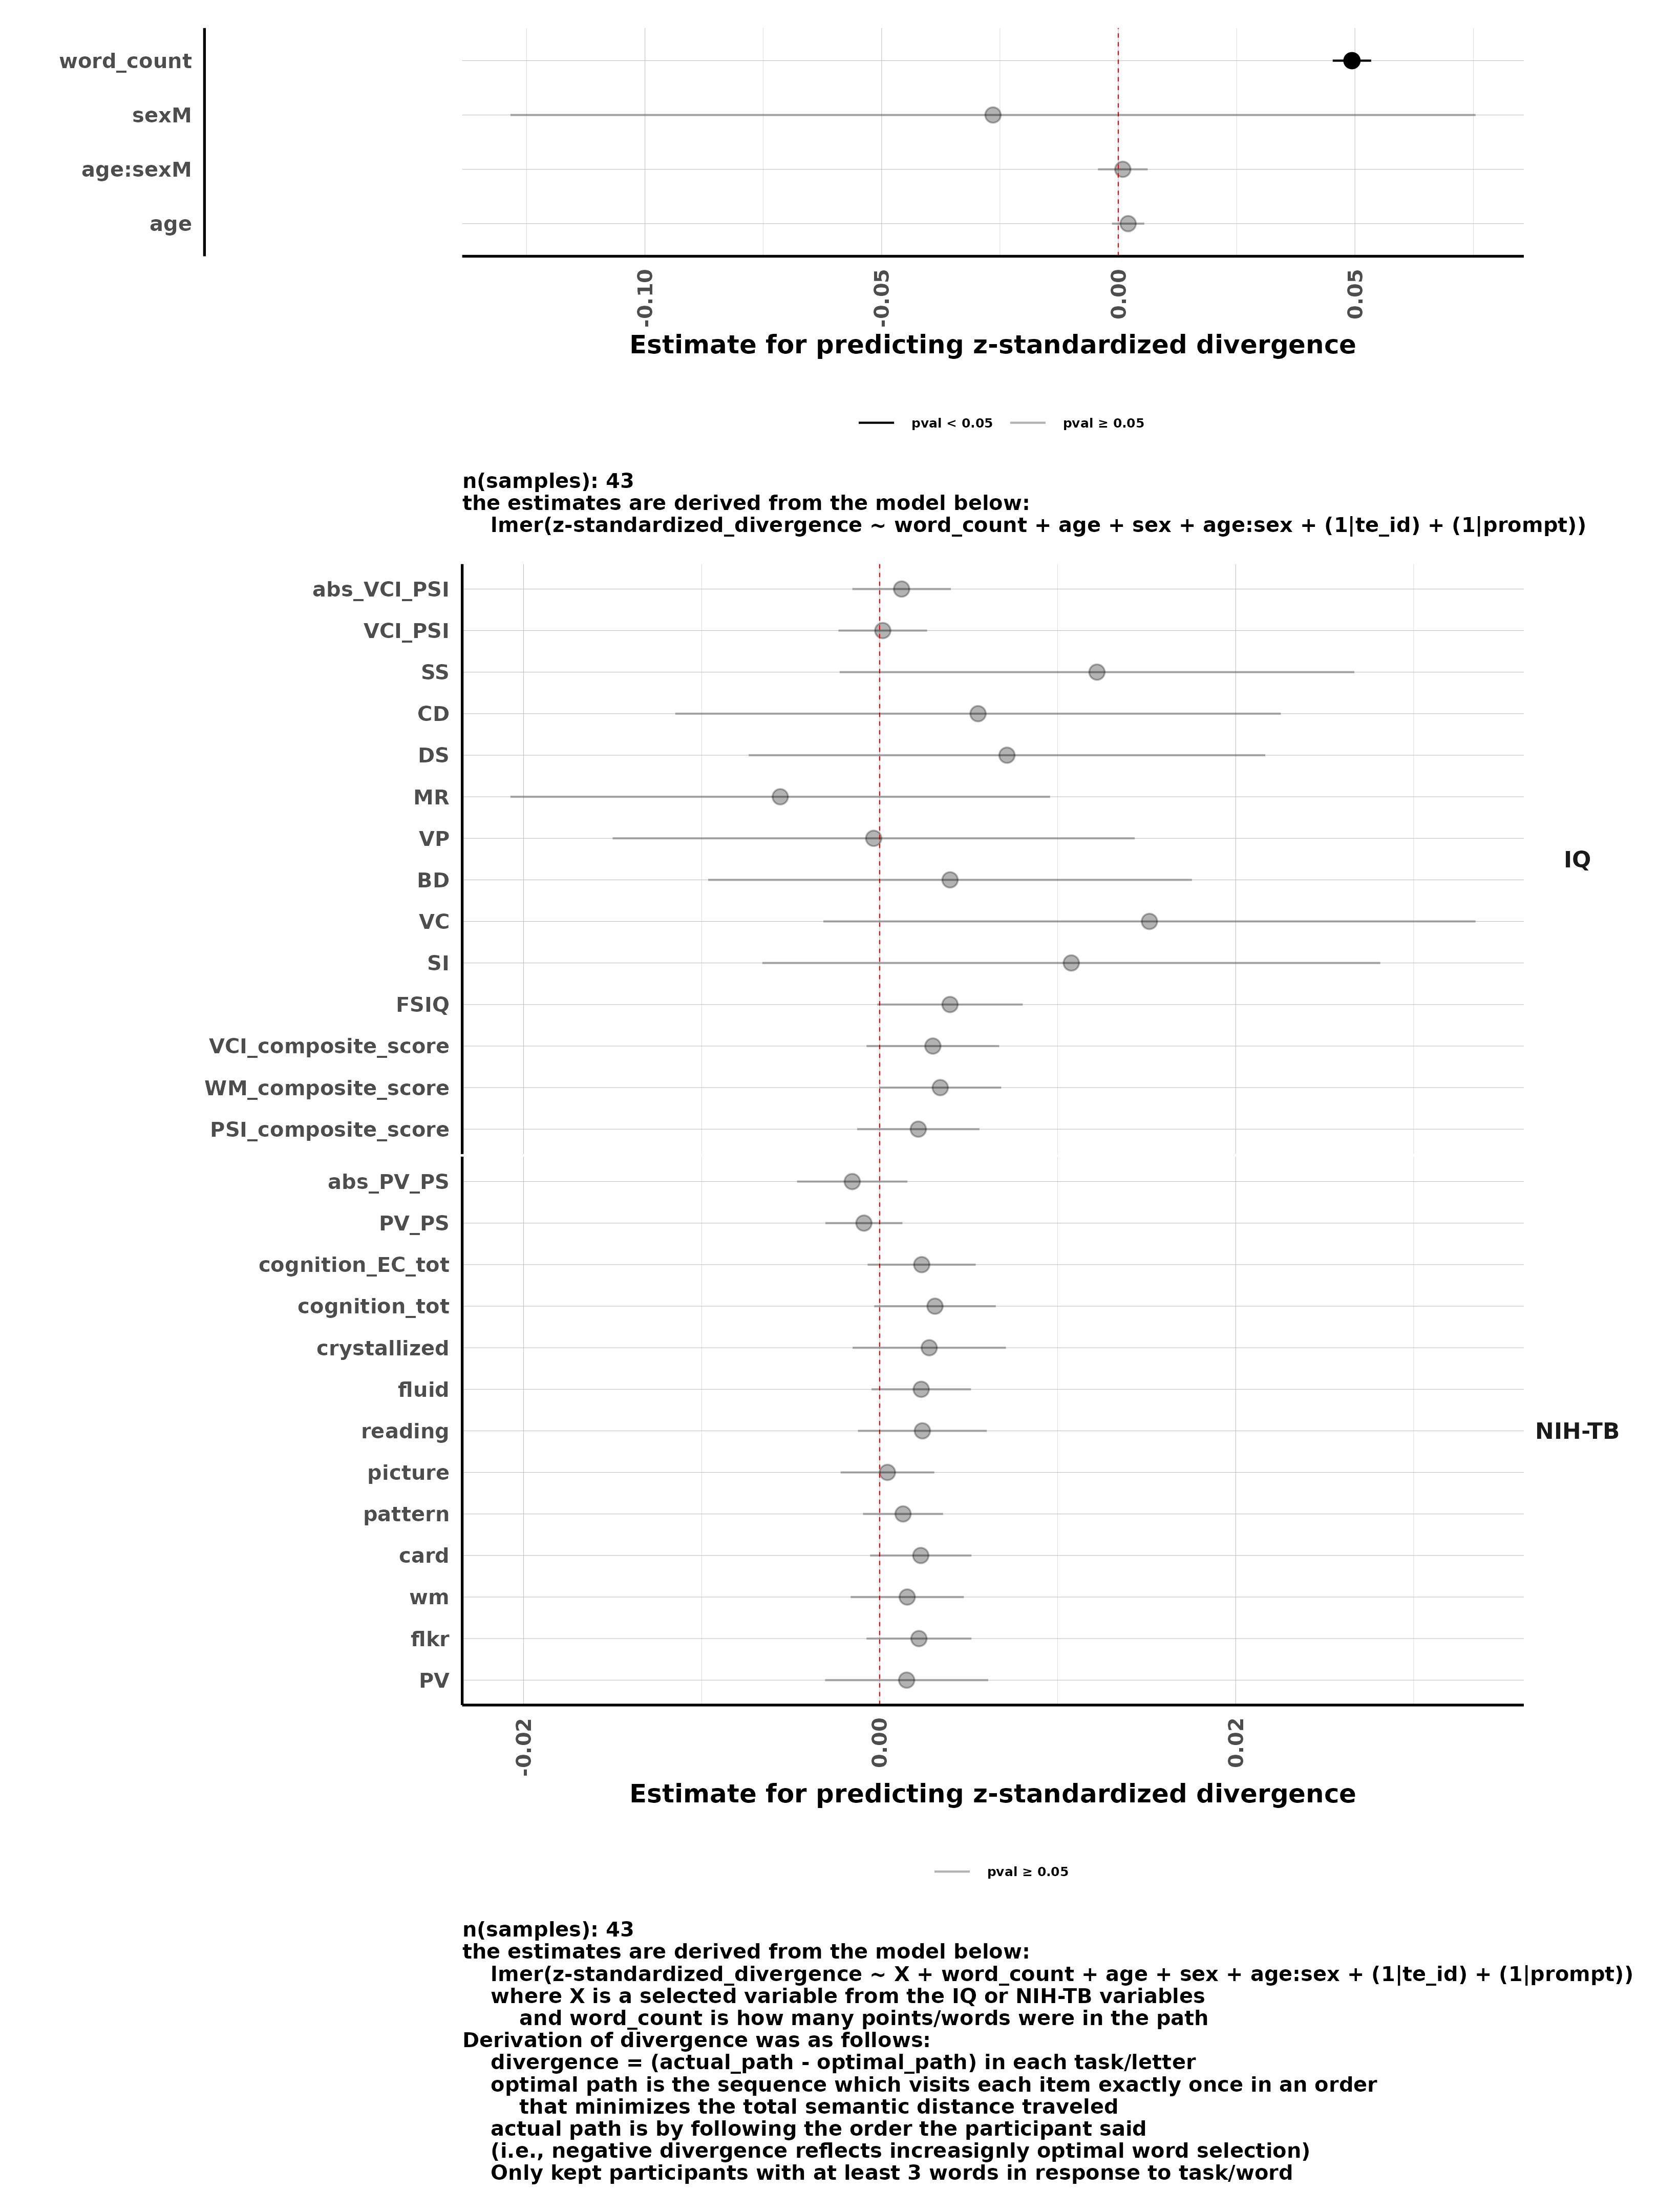 word_count
sexM
age:sexM
age
-0.10
-0.05
0.00
0.05
Estimate for predicting z-standardized divergence
pval < 0.05
pval ≥ 0.05
n(samples): 43
the estimates are derived from the model below:
lmer(z-standardized_divergence ~ word_count + age + sex + age:sex + (1|te_id) + (1|prompt))
abs_VCI_PSI
VCI_PSI
SS
CD
DS
MR
VP
BD
VC
SI
FSIQ
VCI_composite_score
WM_composite_score
PSI_composite_score
IQ
abs_PV_PS
PV_PS
cognition_EC_tot
cognition_tot
crystallized
fluid
reading
picture
pattern
card
wm
flkr
PV
NIH-TB
-0.02
0.00
0.02
Estimate for predicting z-standardized divergence
pval ≥ 0.05
n(samples): 43
the estimates are derived from the model below:
lmer(z-standardized_divergence ~ X + word_count + age + sex + age:sex + (1|te_id) + (1|prompt))
where X is a selected variable from the IQ or NIH-TB variables
and word_count is how many points/words were in the path
Derivation of divergence was as follows:
divergence = (actual_path - optimal_path) in each task/letter
optimal path is the sequence which visits each item exactly once in an order
that minimizes the total semantic distance traveled
actual path is by following the order the participant said
(i.e., negative divergence reflects increasignly optimal word selection)
Only kept participants with at least 3 words in response to task/word